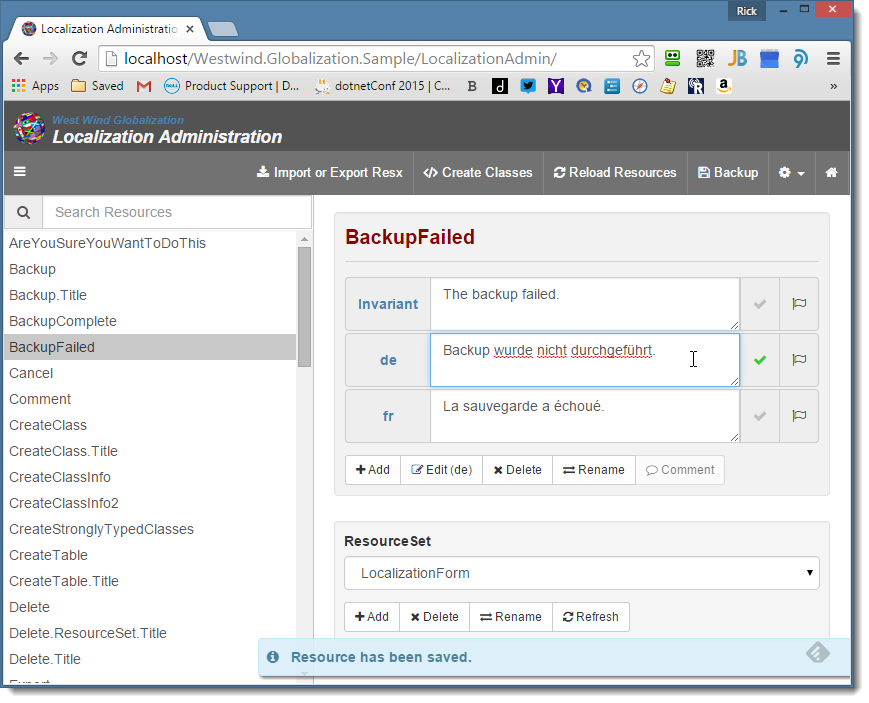 Rick
Localization Administratio
localhost/Westwind.Globalization.Sample/LocalizationAdmin/
Apps Saved Product Support | D... dotnetConf 2015 | C... B d Y R a »
West Wind Globalization
Localization Administration
Import or Export Resx Create Classes Reload Resources Backup
Search Resources
AreYouSureYouWantToDoThis
Backup
Backup.Title
BackupComplete
BackupFailed
Cancel
Comment
CreateClass
CreateClass.Title
CreateClassInfo
CreateClassInfo2
CreateStronglyTypedClasses
CreateTable
CreateTable.Title
Delete
Delete.ResourceSet.Title
Delete.Title
BackupFailed
Invariant The backup failed.
de Backup wurde nicht durchgeführt.
fr La sauvegarde a échoué.
Add Edit (de) Delete Rename Comment
ResourceSet
LocalizationForm
Add Delete Rename Refresh
Resource has been saved.